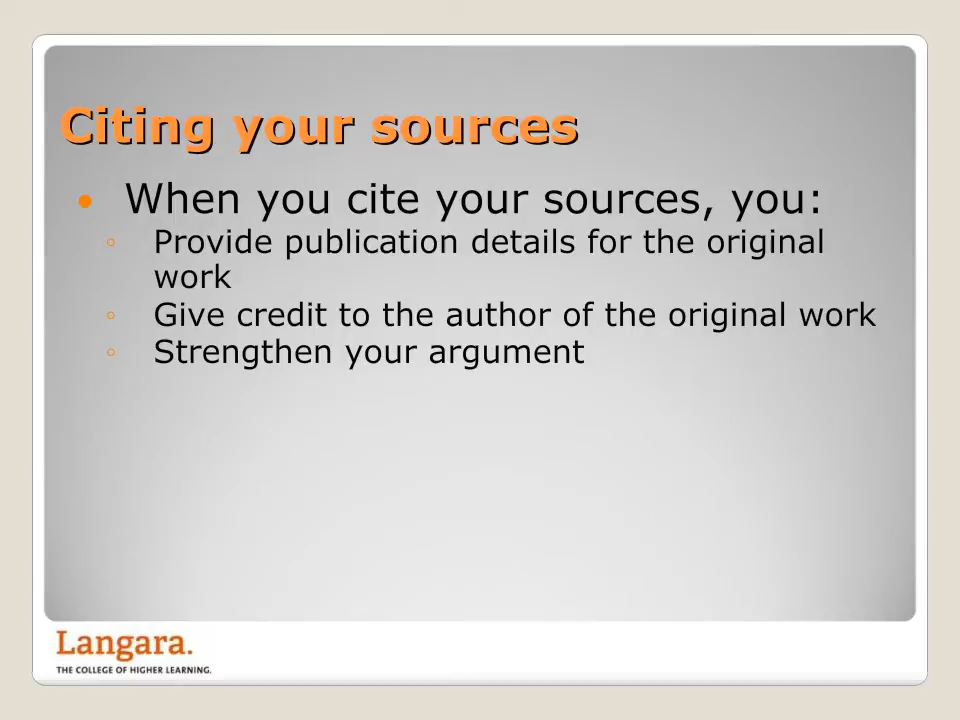 Citing your sources
• When you cite your sources, you:
◦ Provide publication details for the original
work
◦ Give credit to the author of the original work
◦ Strengthen your argument
Langara.
THE COLLEGE OF HIGHER LEARNING.